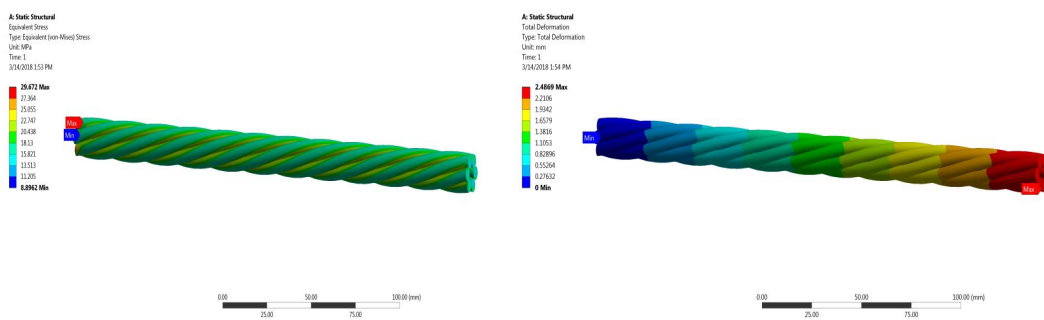 A: Static Structural
Equivalent Stress
Type: Equivalent (von-Mises) Stress
Unit: MPa
Time: 1
3/14/2018 1:53 PM
29.672 Max
27.364
25.055
22.747
20.438
18.13
15.821
13.513
11.205
8.8962 Min
Max
Min
0.00 50.00 100.00 (mm)
25.00 75.00
A: Static Structural
Total Deformation
Type: Total Deformation
Unit: mm
Time: 1
3/14/2018 1:54 PM
2.4869 Max
2.2106
1.9342
1.6579
1.3816
1.1053
0.82896
0.55264
0.27632
0 Min
Min
Max
0.00 50.00 100.00 (mm)
25.00 75.00